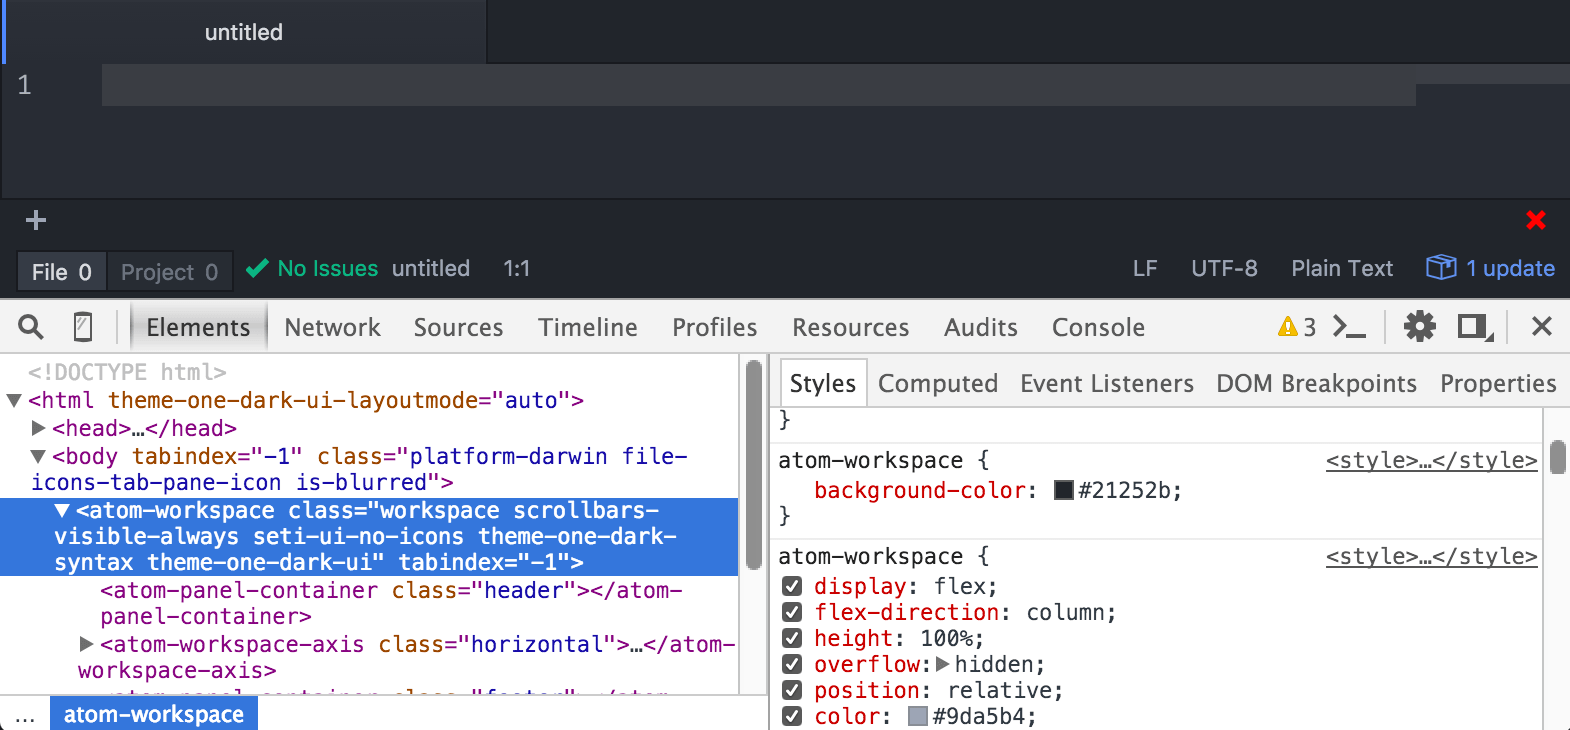 untitled
1
+
File 0 Project 0 No Issues untitled 1:1 LF UTF-8 Plain Text 1 update
Elements Network Sources Timeline Profiles Resources Audits Console 3
<!DOCTYPE html>
<html theme-one-dark-ui-layoutmode="auto">
<head>…</head>
<body tabindex="-1" class="platform-darwin file-
icons-tab-pane-icon is-blurred">
<atom-workspace class="workspace scrollbars-
visible-always seti-ui-no-icons theme-one-dark-
syntax theme-one-dark-ui" tabindex="-1">
<atom-panel-container class="header"></atom-
panel-container>
<atom-workspace-axis class="horizontal">…</atom-
workspace-axis>
<atom-panel-container class="footer"></atom-
... atom-workspace
Styles Computed Event Listeners DOM Breakpoints Properties
}
atom-workspace { <style>…</style>
background-color: #21252b;
}
atom-workspace { <style>…</style>
display: flex;
flex-direction: column;
height: 100%;
overflow: hidden;
position: relative;
color: #9da5b4;